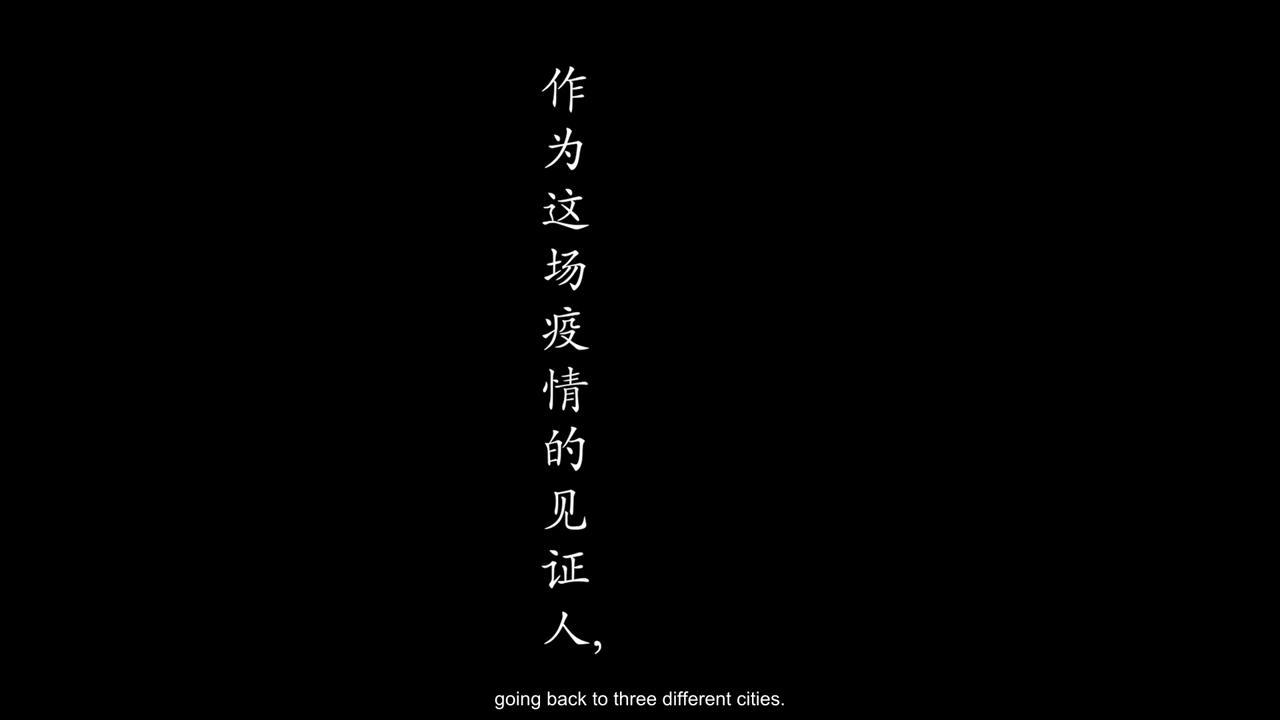 作为这场疫情的见证人,
going back to three different cities.